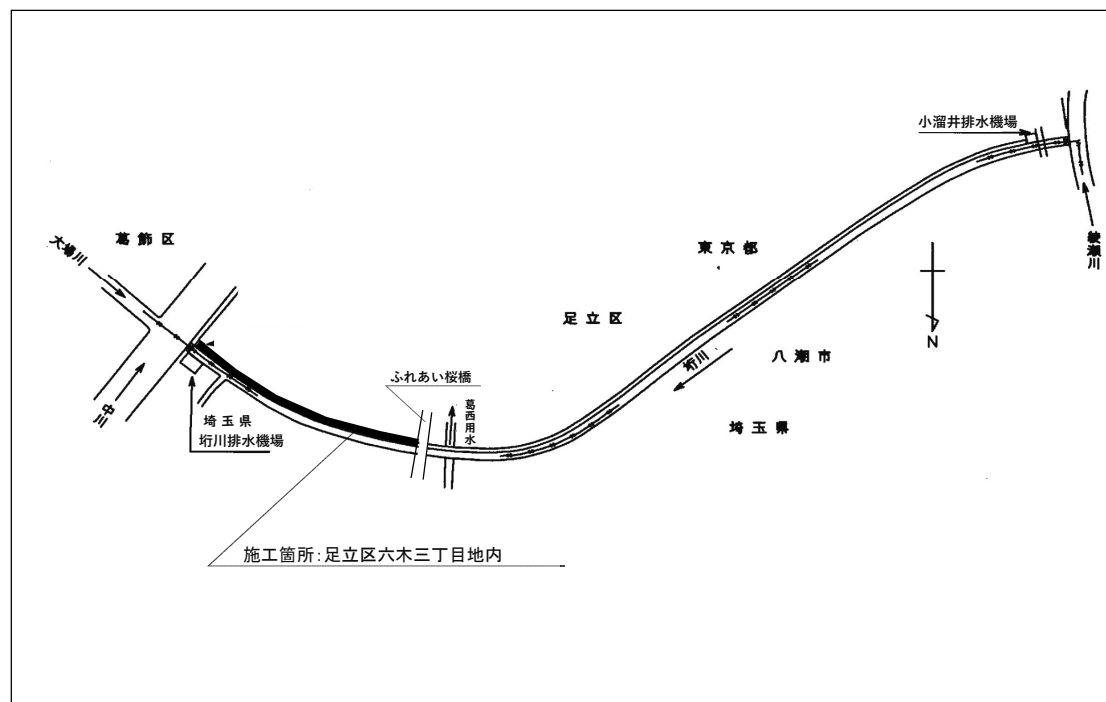 小溜井排水機場
綾瀬川
東京都
葛飾区
大場川
足立区
N
八潮市
垳川
ふれあい桜橋
葛西用水
埼玉県
中川
埼玉県
垳川排水機場
施工箇所:足立区六木三丁目地内